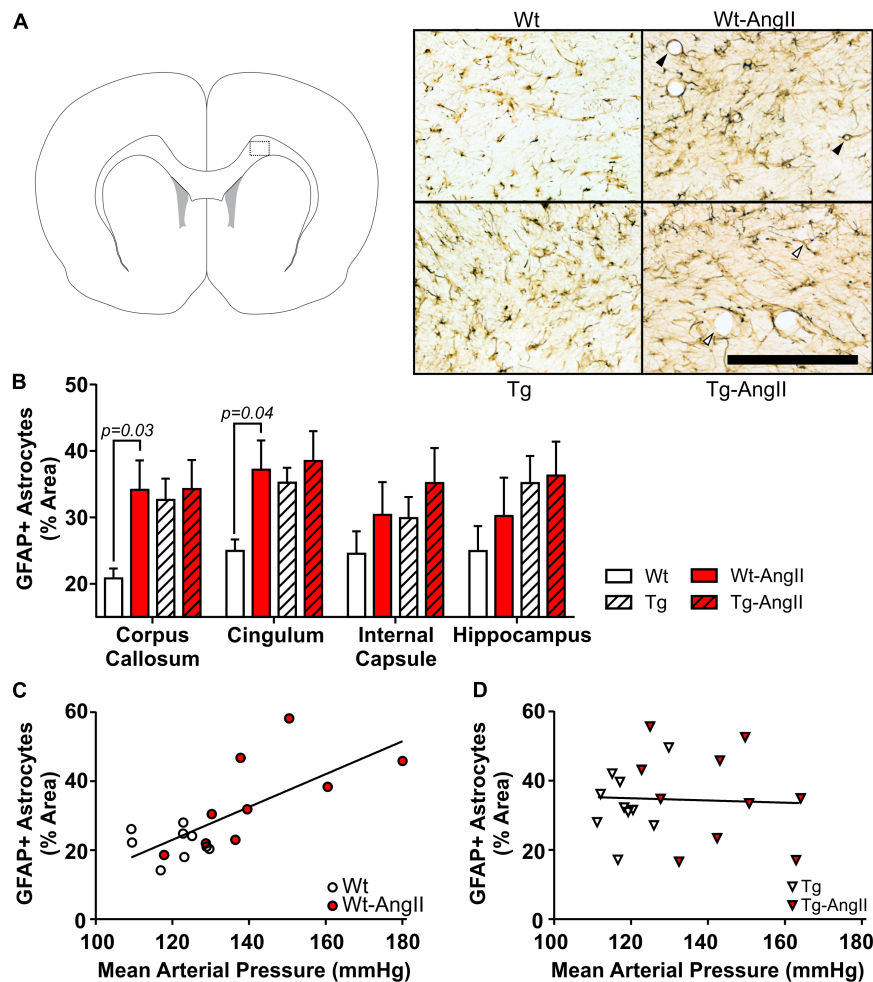 A
Wt
Wt-AngII
Tg
Tg-AngII
B
GFAP+ Astrocytes
(% Area)
50
40
30
20
p=0.03
p=0.04
Corpus
Callosum
Cingulum
Internal
Capsule
Hippocampus
Wt
Wt-AngII
Tg
Tg-AngII
C
GFAP+ Astrocytes
(% Area)
60
40
20
0
100
120
140
160
180
Mean Arterial Pressure (mmHg)
Wt
Wt-AngII
D
GFAP+ Astrocytes
(% Area)
60
40
20
0
100
120
140
160
180
Mean Arterial Pressure (mmHg)
Tg
Tg-AngII